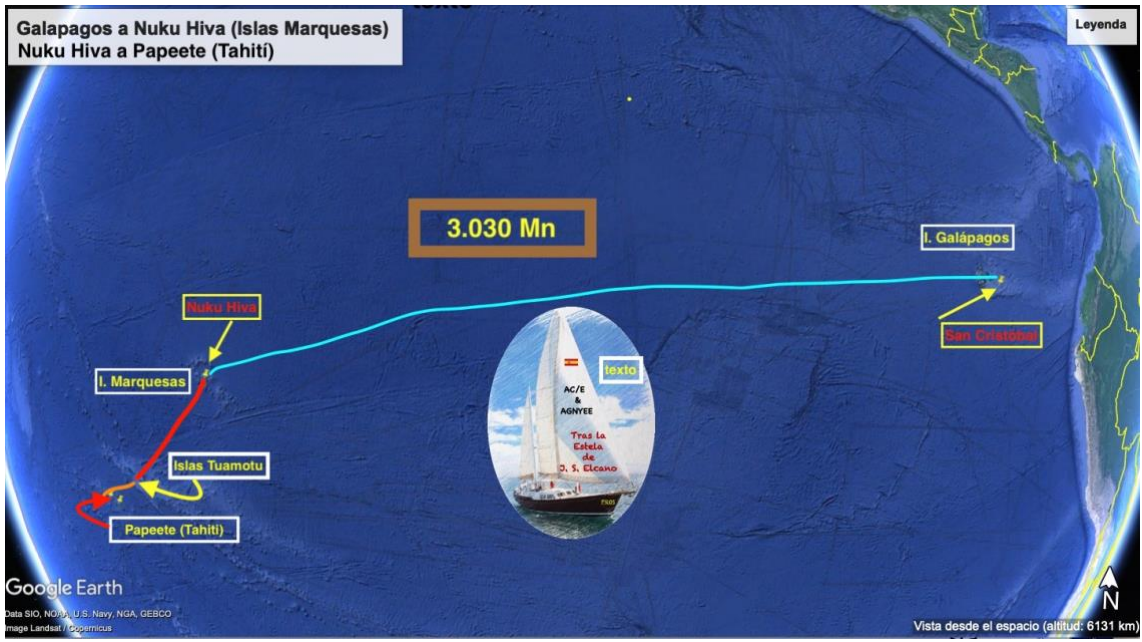 texto
Galapagos a Nuku Hiva (Islas Marquesas)
Nuku Hiva a Papeete (Tahití)
Leyenda
3.030 Mn
I. Galápagos
Nuku Hiva
San Cristóbal
I. Marquesas
texto
AC/E
&
AGNYEE
Tras la
Estela
de
J. S. Elcano
Islas Tuamotu
Papeete (Tahití)
Google Earth
Data SIO, NOAA, U.S. Navy, NGA, GEBCO
Image Landsat / Copernicus
N
Vista desde el espacio (altitud: 6131 km)